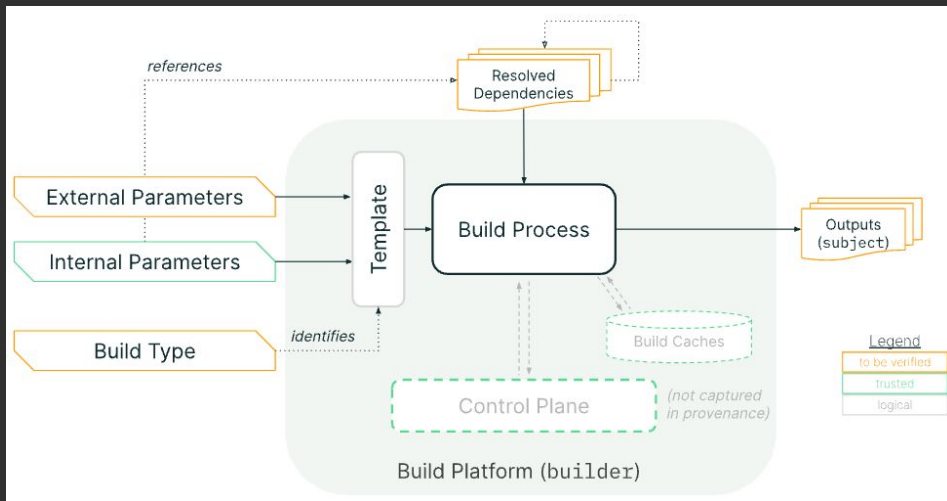 references
Resolved
Dependencies
External Parameters
Internal Parameters
Build Type
identifies
Template
Build Process
Outputs
(subject)
Build Caches
Control Plane
(not captured
in provenance)
Build Platform (builder)
Legend
to be verified
trusted
logical